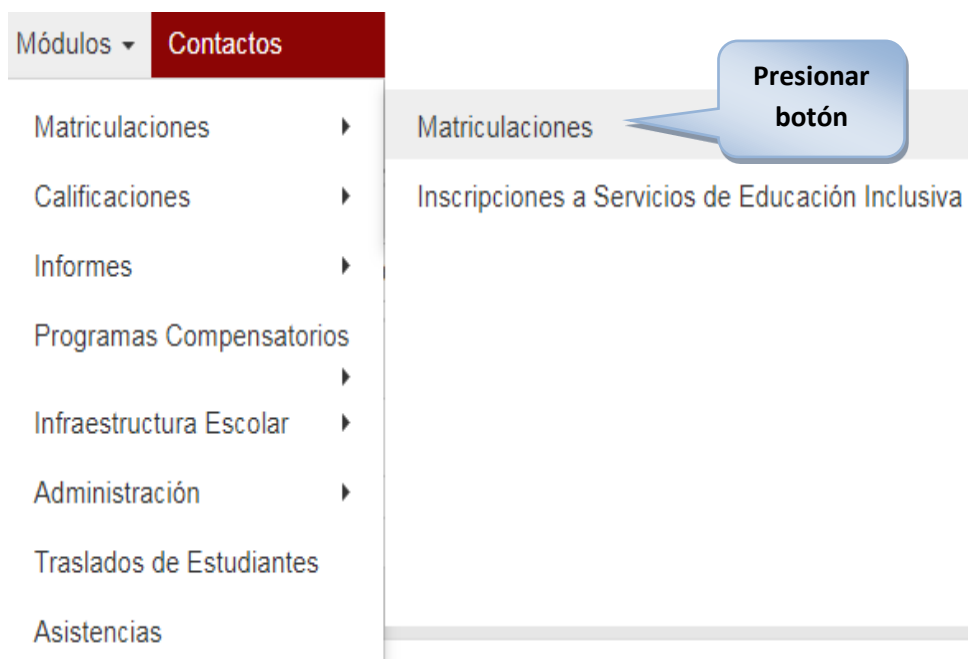 Módulos Contactos
Presionar
botón
Matriculaciones
Calificaciones
Informes
Programas Compensatorios
Infraestructura Escolar
Administración
Traslados de Estudiantes
Asistencias
Matriculaciones
Inscripciones a Servicios de Educación Inclusiva